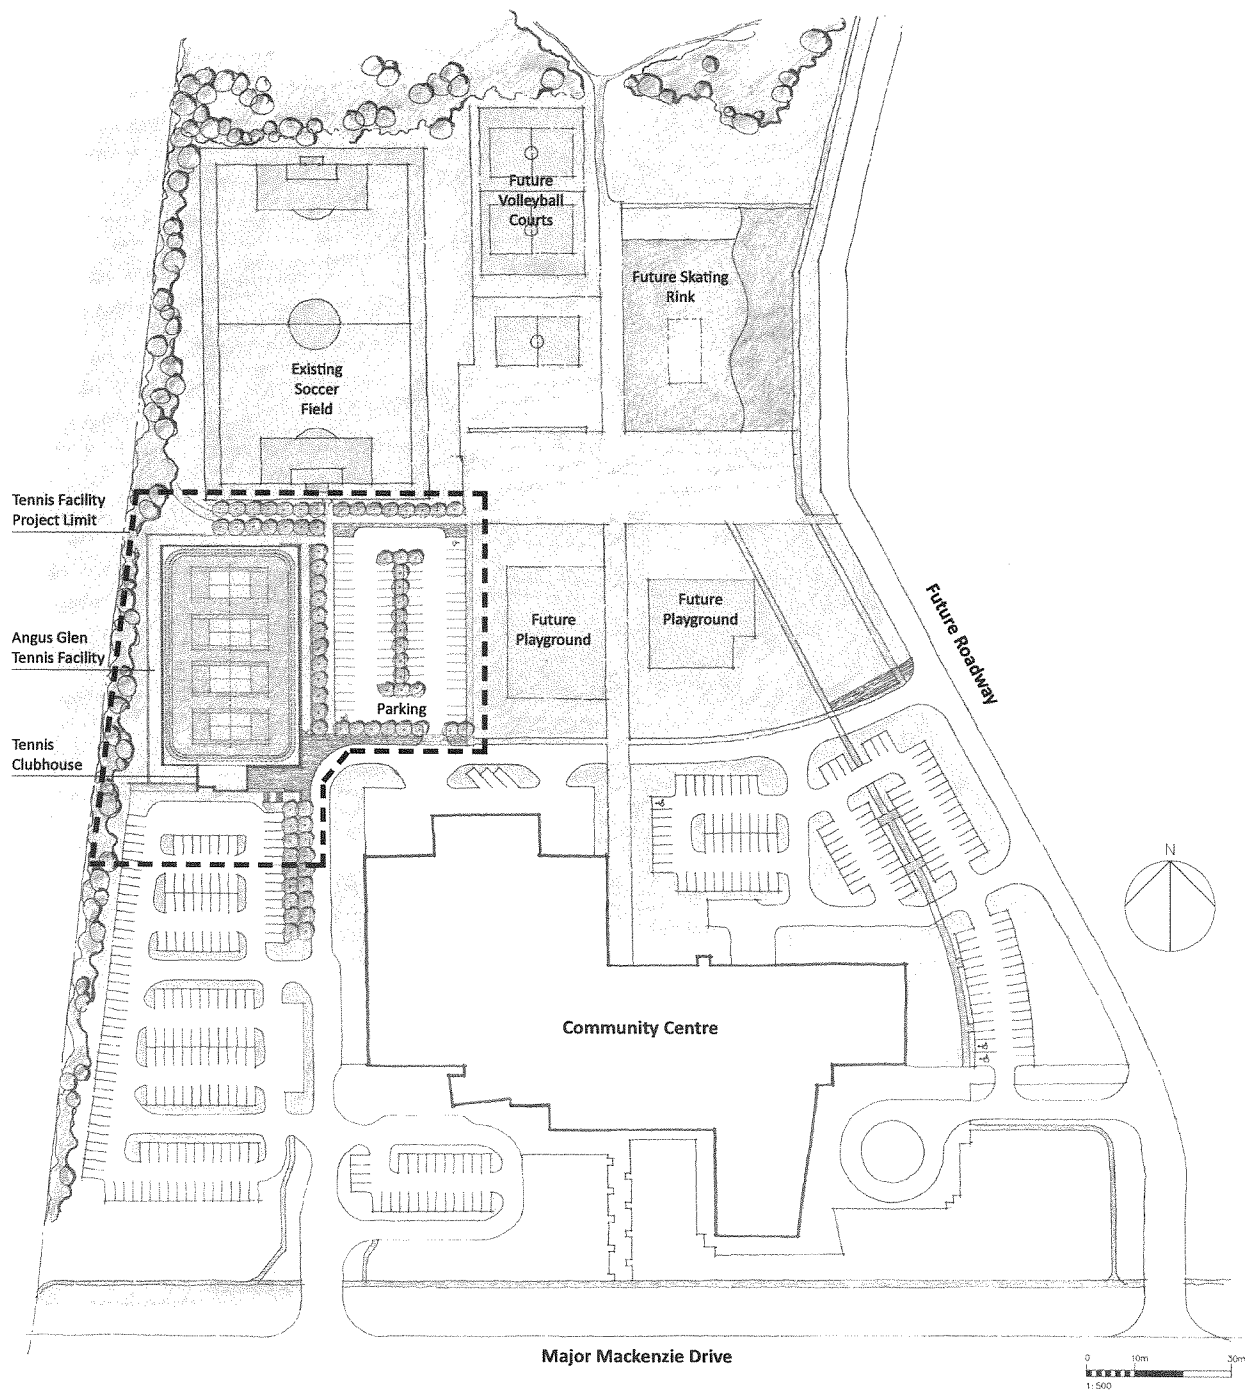 Future
Volleyball
Courts
Future Skating
Rink
Existing
Soccer
Field
Tennis Facility
Project Limit
Angus Glen
Tennis Facility
Tennis
Clubhouse
Parking
Future
Playground
Future
Playground
Future Roadway
N
Community Centre
Major Mackenzie Drive
0 10m 30m
1:500